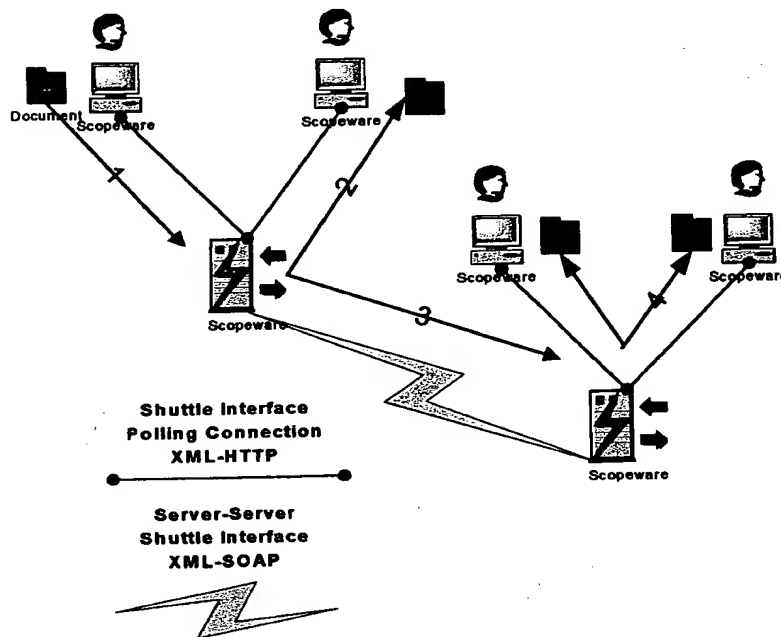 Document
Scopeware
Scopeware
1
2
Scopeware
Scopeware
4
Scopeware
3
Scopeware
Shuttle Interface
Polling Connection
XML-HTTP
Server-Server
Shuttle Interface
XML-SOAP